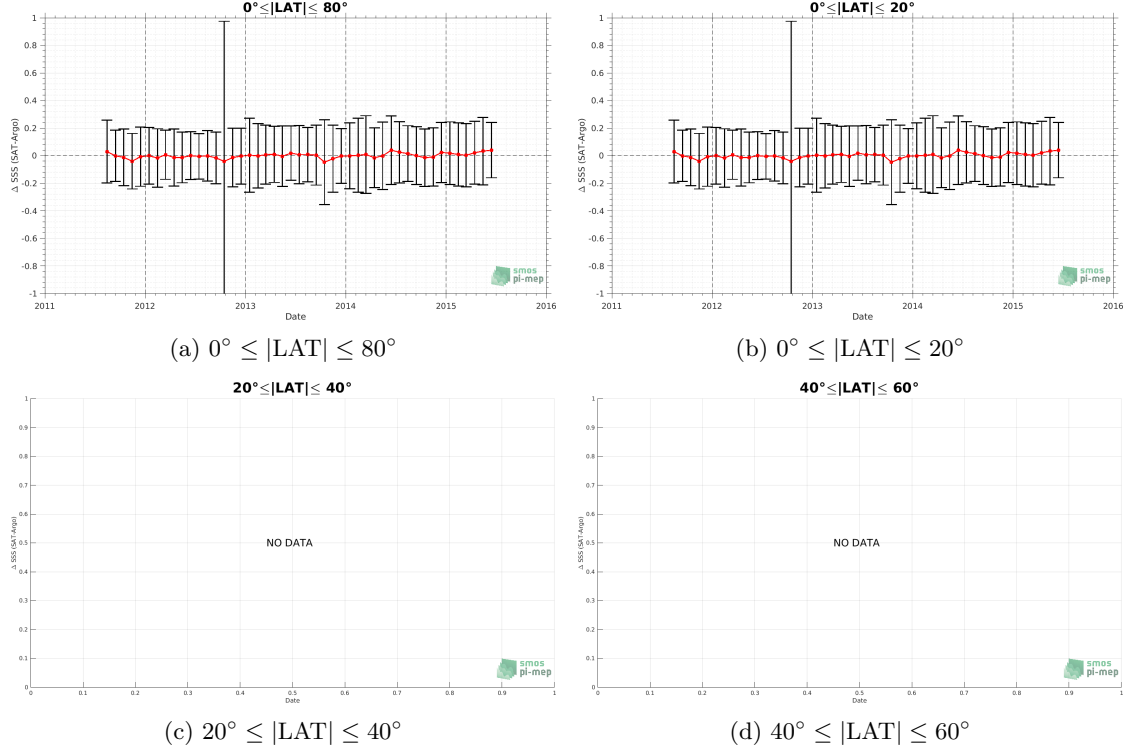 0°≤|LAT|≤ 80°
1
0.8
0.6
0.4
0.2
0
-0.2
-0.4
-0.6
-0.8
-1
Δ SSS (SAT-Argo)
2011 2012 2013 2014 2015 2016
Date
smos
pi-mep
(a) 0° ≤ |LAT| ≤ 80°
0°≤|LAT|≤ 20°
1
0.8
0.6
0.4
0.2
0
-0.2
-0.4
-0.6
-0.8
-1
Δ SSS (SAT-Argo)
2011 2012 2013 2014 2015 2016
Date
smos
pi-mep
(b) 0° ≤ |LAT| ≤ 20°
20°≤|LAT|≤ 40°
1
0.9
0.8
0.7
0.6
0.5
0.4
0.3
0.2
0.1
0
Δ SSS (SAT-Argo)
NO DATA
0 0.1 0.2 0.3 0.4 0.5 0.6 0.7 0.8 0.9 1
Date
smos
pi-mep
(c) 20° ≤ |LAT| ≤ 40°
40°≤|LAT|≤ 60°
1
0.9
0.8
0.7
0.6
0.5
0.4
0.3
0.2
0.1
0
Δ SSS (SAT-Argo)
NO DATA
0 0.1 0.2 0.3 0.4 0.5 0.6 0.7 0.8 0.9 1
Date
smos
pi-mep
(d) 40° ≤ |LAT| ≤ 60°